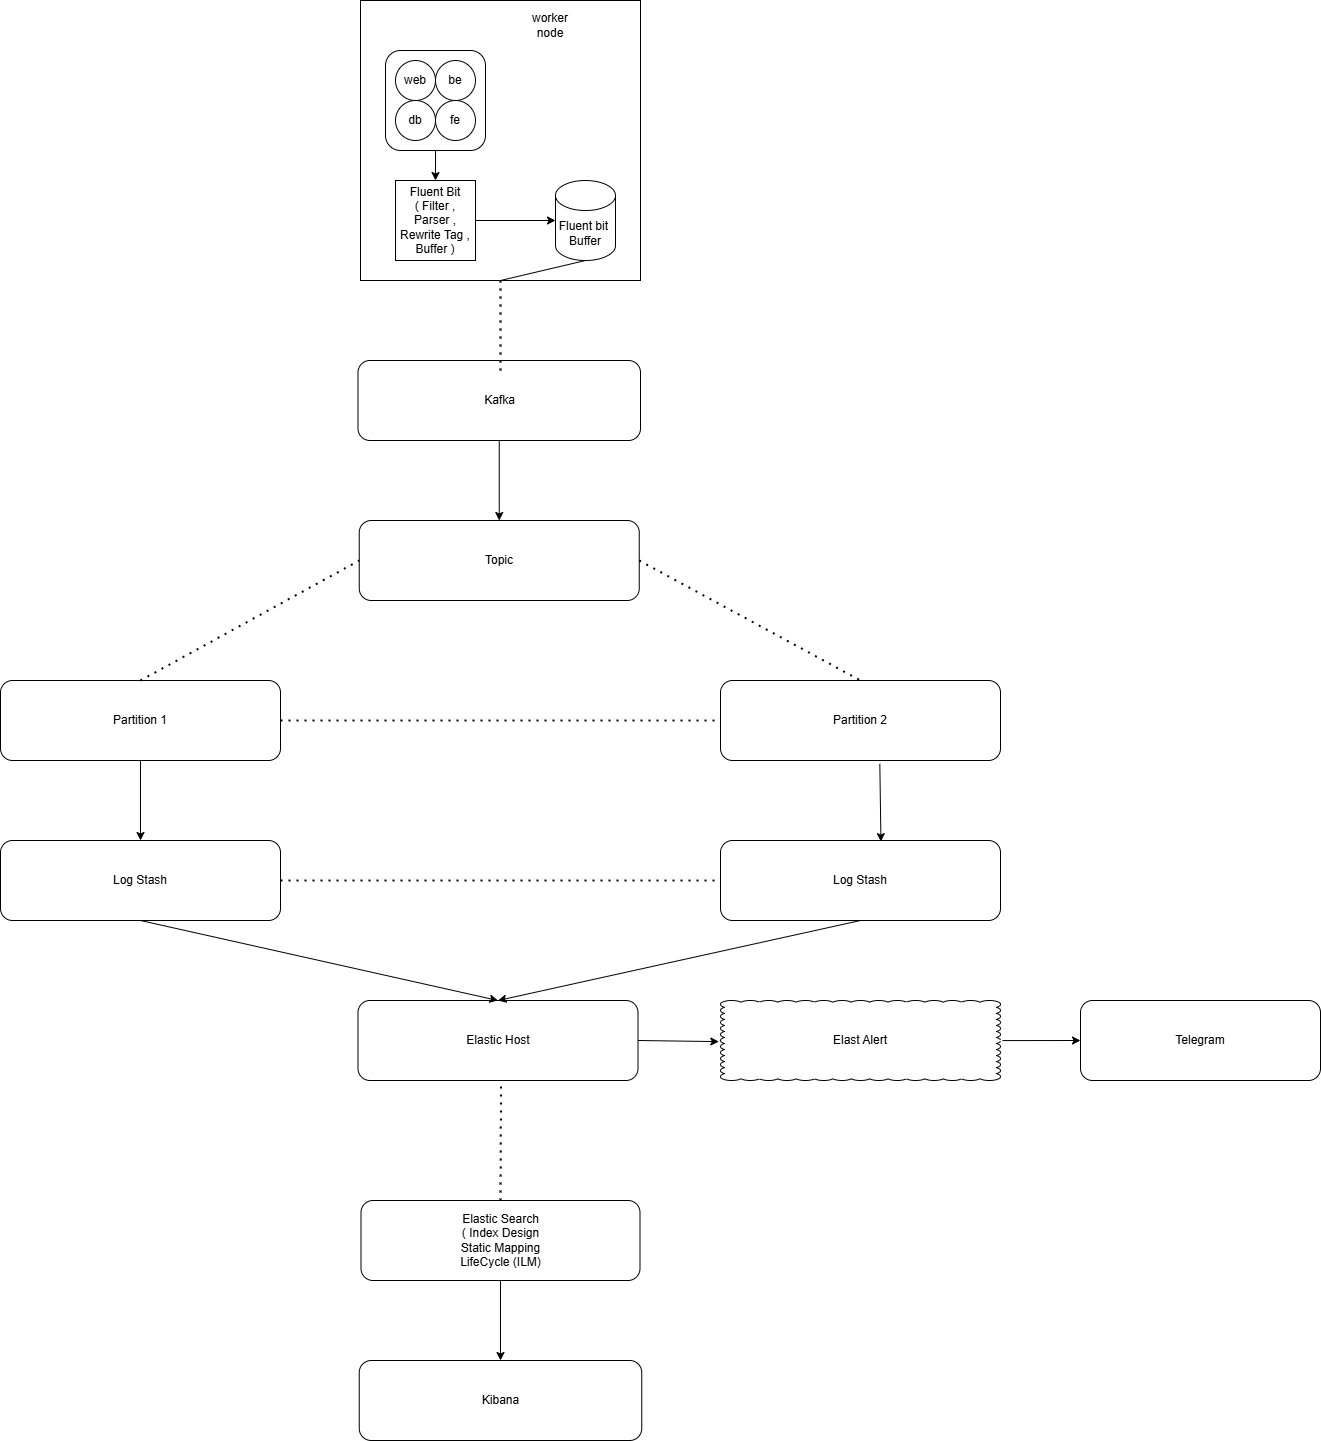 worker
node
web
be
db
fe
Fluent Bit
( Filter ,
Parser ,
Rewrite Tag ,
Buffer )
Fluent bit
Buffer
Kafka
Topic
Partition 1
Partition 2
Log Stash
Log Stash
Elastic Host
Elast Alert
Telegram
Elastic Search
( Index Design
Static Mapping
LifeCycle (ILM)
Kibana